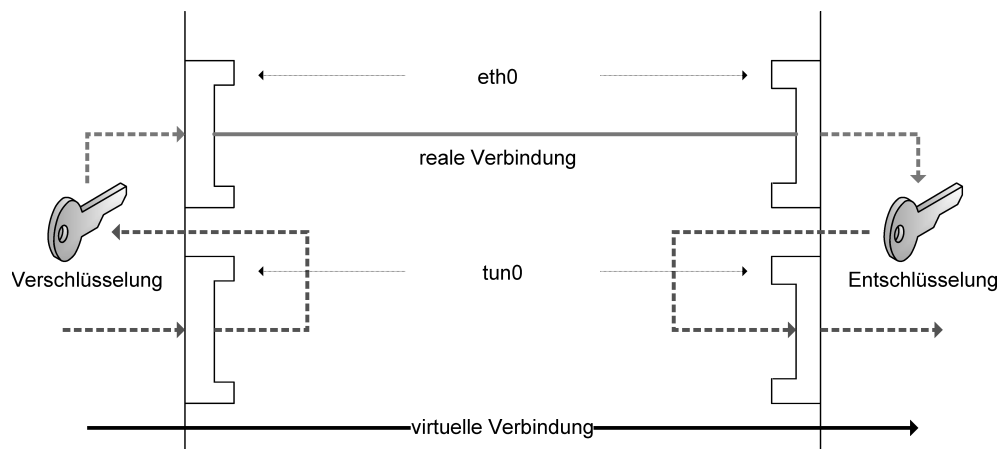 eth0
reale Verbindung
Verschlüsselung
tun0
Entschlüsselung
virtuelle Verbindung